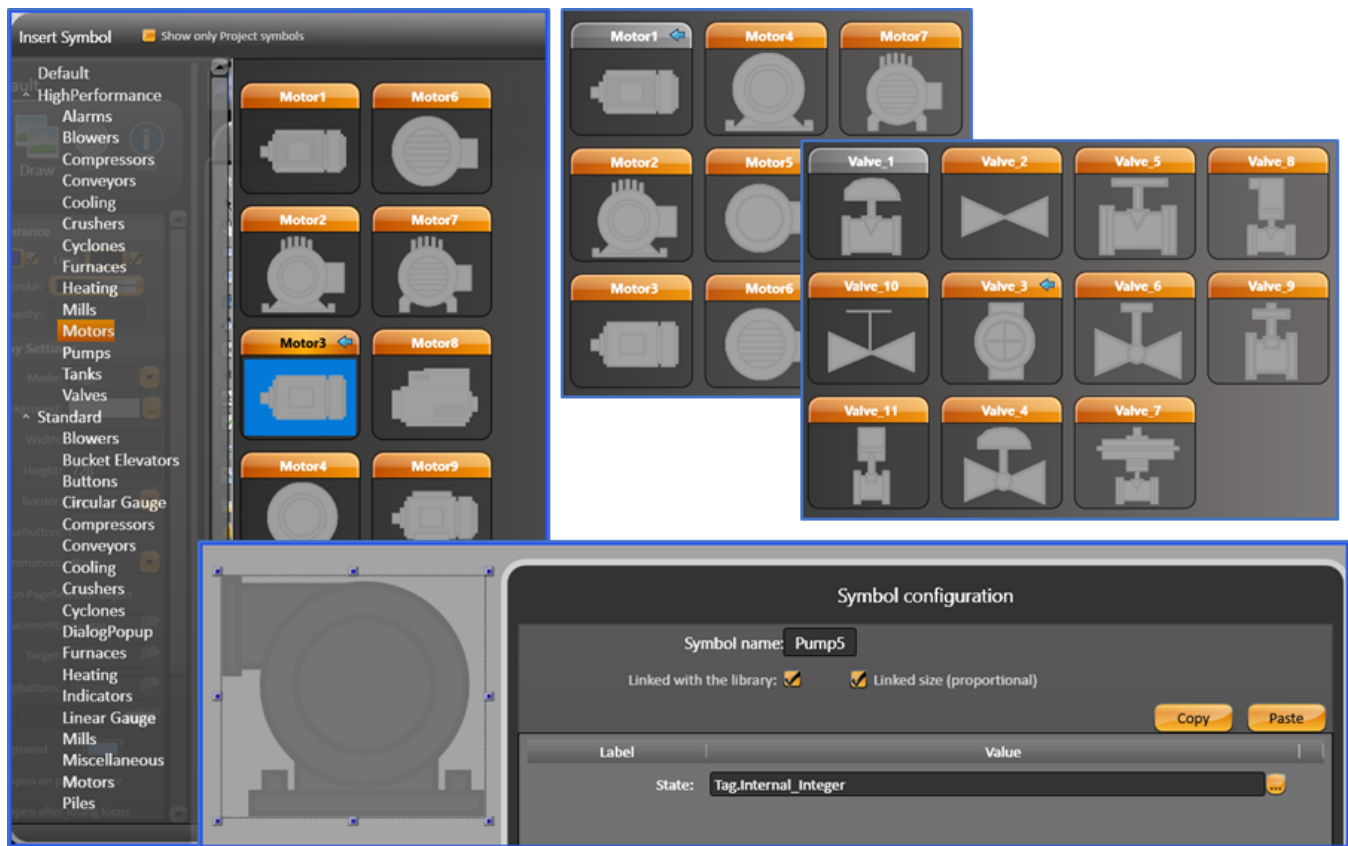 Insert Symbol
Show only Project symbols
Default
HighPerformance
Alarms
Blowers
Compressors
Conveyors
Cooling
Crushers
Cyclones
Furnaces
Heating
Mills
Motors
Pumps
Tanks
Valves
Standard
Blowers
Bucket Elevators
Buttons
Circular Gauge
Compressors
Conveyors
Cooling
Crushers
Cyclones
DialogPopup
Furnaces
Heating
Indicators
Linear Gauge
Mills
Miscellaneous
Motors
Piles
Draw
Motor1 Motor6
Motor2 Motor7
Motor3 Motor8
Motor4 Motor9
Motor1 Motor4 Motor7
Motor2 Motor5
Motor3 Motor6
Valve_1 Valve_2 Valve_5 Valve_8
Valve_10 Valve_3 Valve_6 Valve_9
Valve_11 Valve_4 Valve_7
Symbol configuration
Symbol name: Pump5
Linked with the library: Linked size (proportional)
Copy Paste
Label Value
State: Tag.Internal_Integer ...